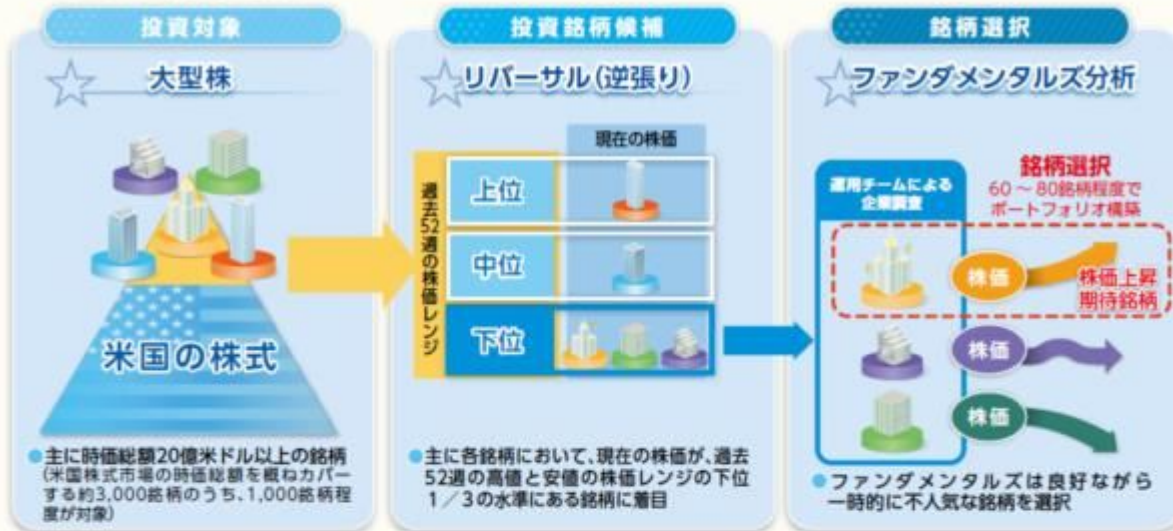 投資対象
大型株
米国の株式
●主に時価総額20億米ドル以上の銘柄
(米国株式市場の時価総額を概ねカバー
する約3,000銘柄のうち、1,000銘柄程
度が対象)
投資銘柄候補
リバーサル(逆張り)
現在の株価
過去52週の株価レンジ
上位
中位
下位
●主に各銘柄において、現在の株価が、過去
52週の高値と安値の株価レンジの下位
1／3の水準にある銘柄に着目
銘柄選択
ファンダメンタルズ分析
運用チームによる
企業調査
銘柄選択
60～80銘柄程度で
ポートフォリオ構築
株価
株価上昇
期待銘柄
株価
株価
●ファンダメンタルズは良好ながら
一時的に不人気な銘柄を選択